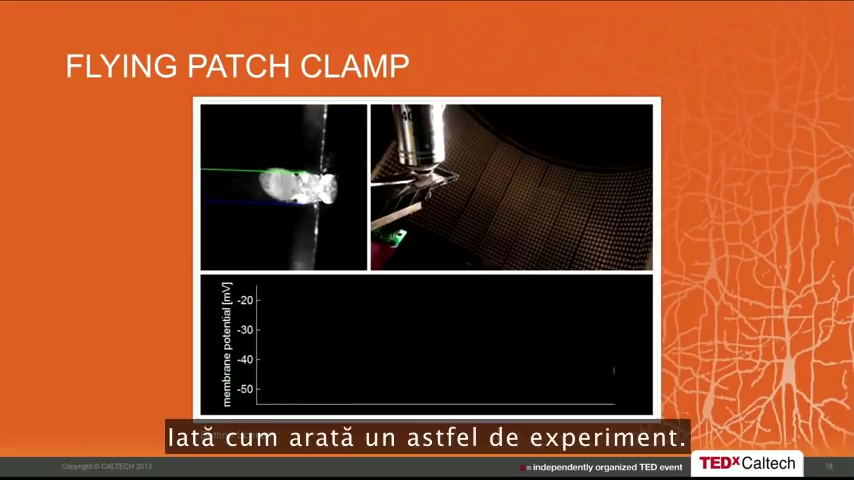 FLYING PATCH CLAMP
40
membrane potential [mV]
-20
-30
-40
-50
Iată cum arată un astfel de experiment.
Copyright © CALTECH 2013
x = independently organized TED event
TEDxCaltech
18